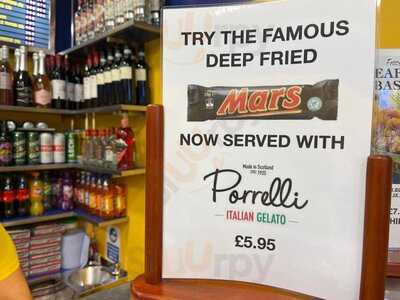 TRY THE FAMOUS
DEEP FRIED
Mars
NOW SERVED WITH
Made in Scotland
Porrelli
ITALIAN GELATO
£5.95